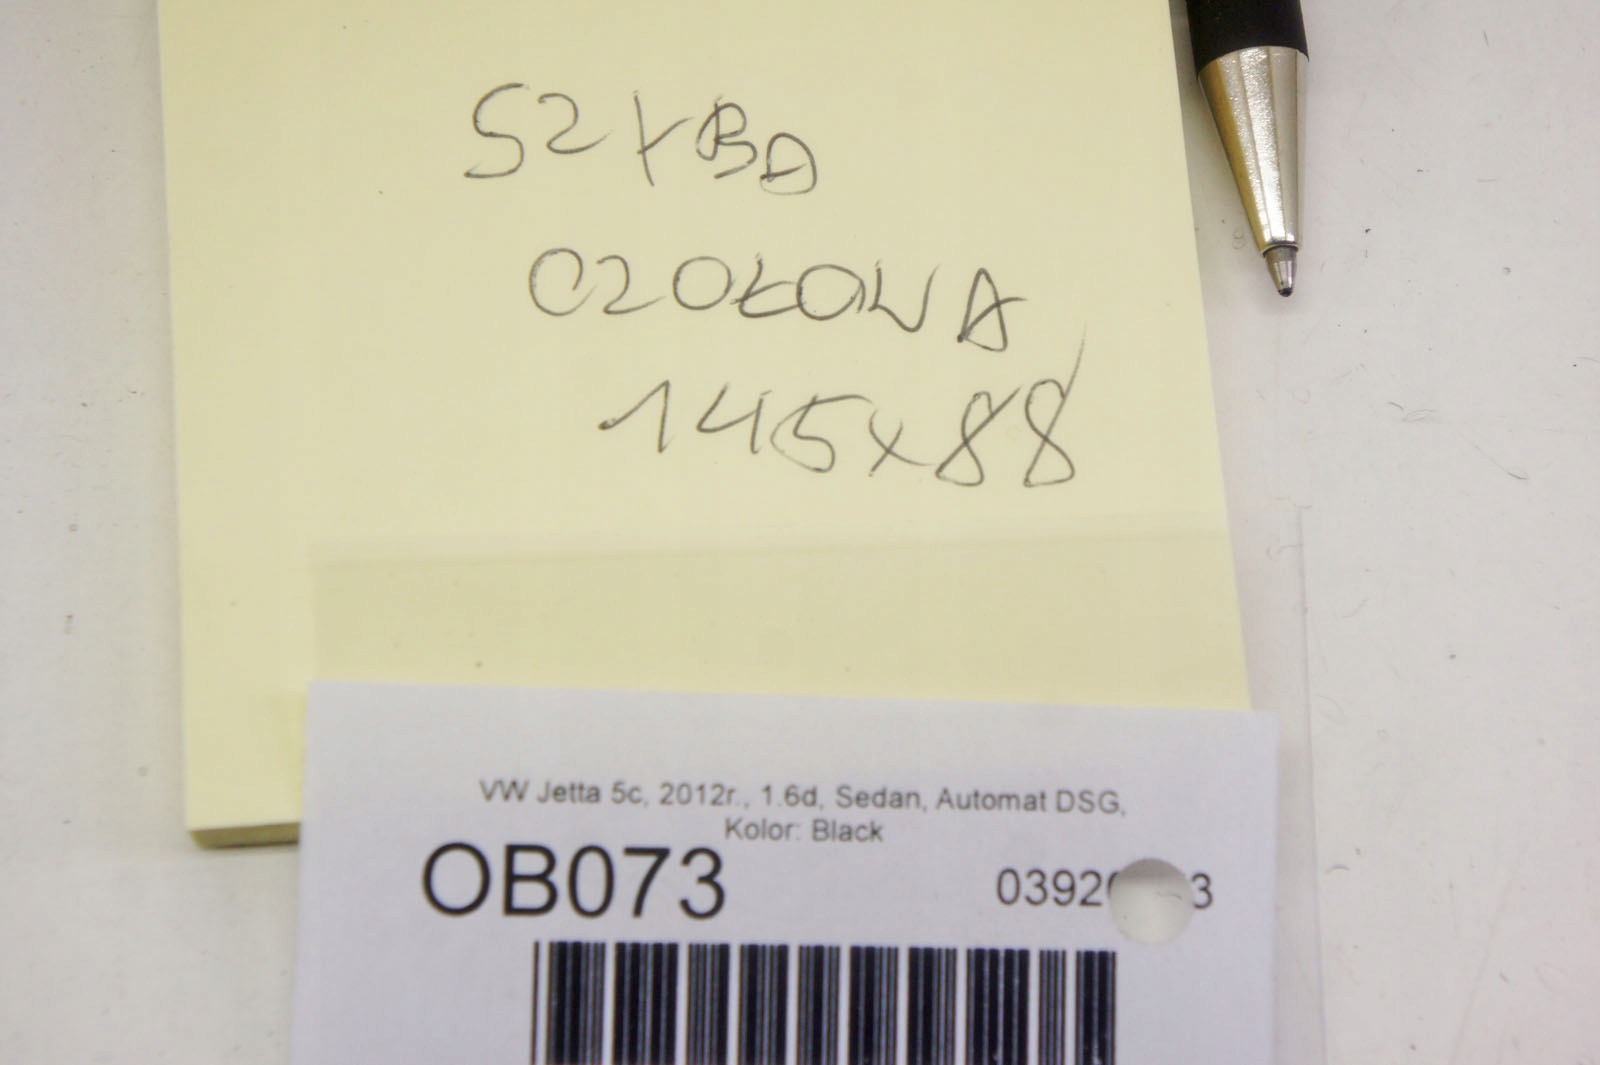 SZYBA
CZOŁOWA
145x88
VW Jetta 5c, 2012r., 1.6d, Sedan, Automat DSG,
Kolor: Black
OB073